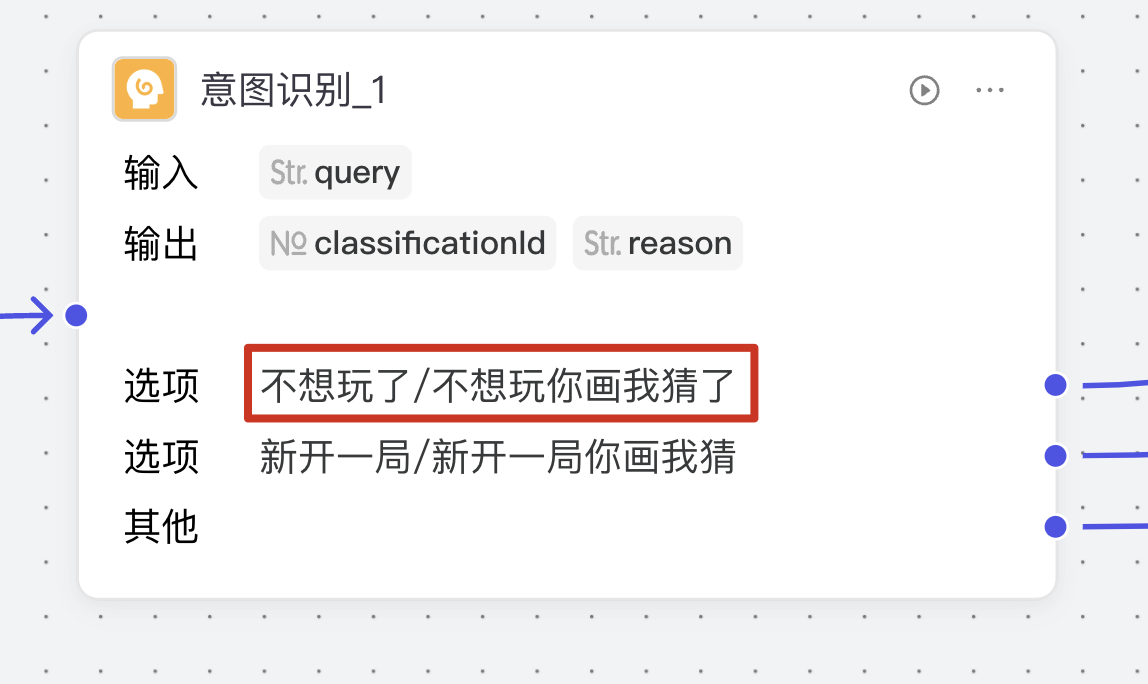 意图识别_1
输入 Str. query
输出 No classificationId Str. reason
选项 不想玩了/不想玩你画我猜了
选项 新开一局/新开一局你画我猜
其他